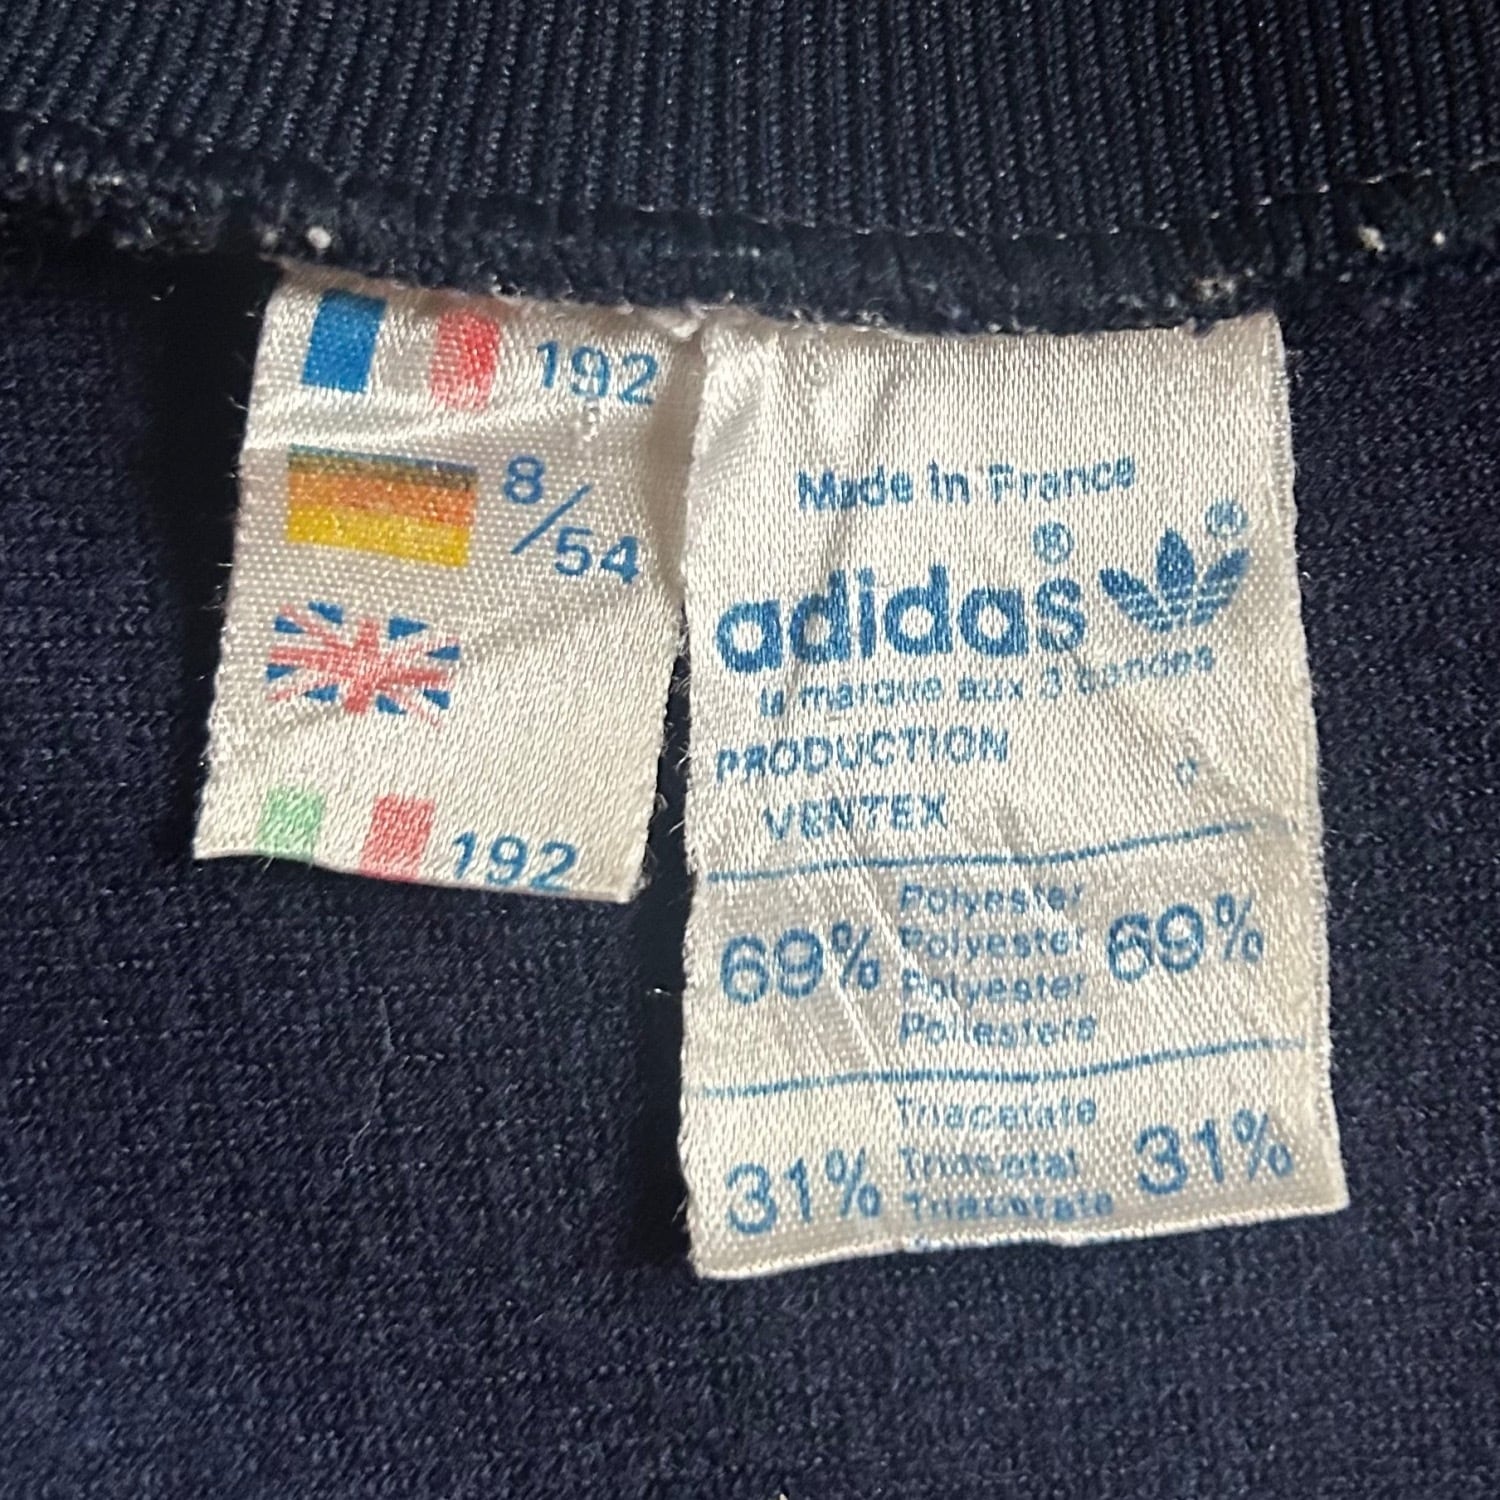 192
8/54
192
Made in France
adidas®
®
la marque aux 3 bandes
PRODUCTION
VENTEX
69% Polyester 69%
Polyester
Polyester
Poliestere
31% Triacetate 31%
Triacetat
Triacetate